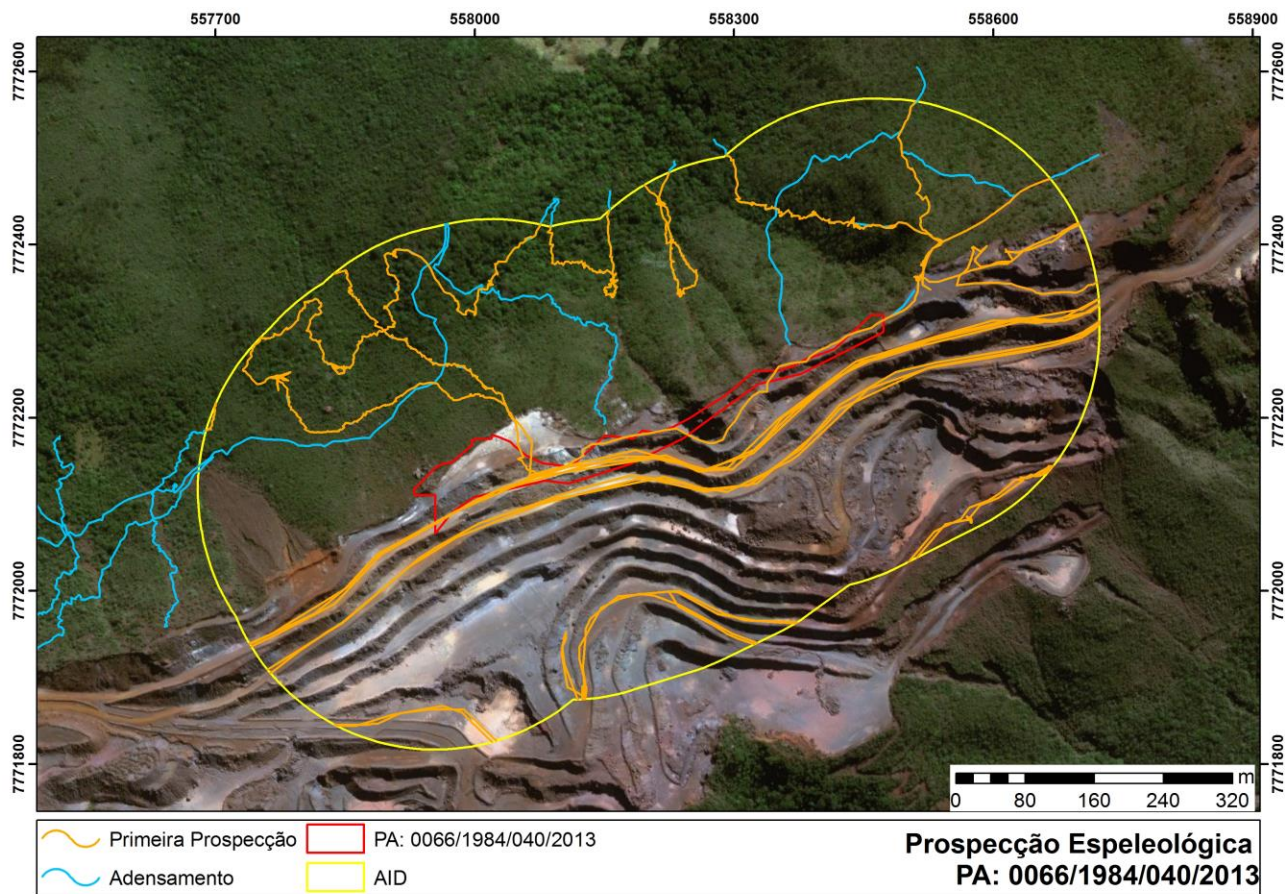 557700 558000 558300 558600 558900
7772600 7772600
7772400 7772400
7772200 7772200
7772000 7772000
7771800 7771800
m
0 80 160 240 320
Primeira Prospecção PA: 0066/1984/040/2013 Prospecção Espeleológica
Adensamento AID PA: 0066/1984/040/2013